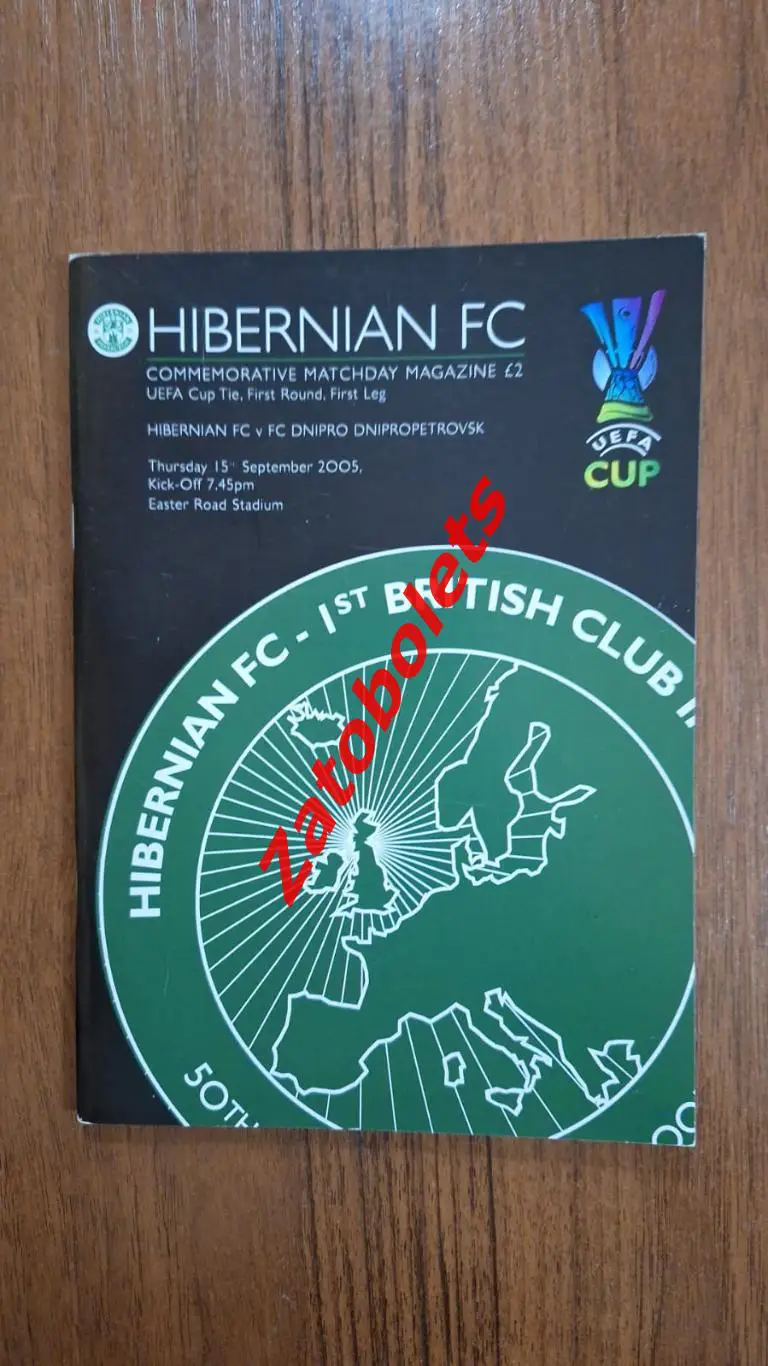 HIBERNIAN FC
COMMEMORATIVE MATCHDAY MAGAZINE £2
UEFA Cup Tie, First Round, First Leg
HIBERNIAN FC v FC DNIPRO DNIPROPETROVSK
Thursday 15th September 2005,
Kick-Off 7.45pm
Easter Road Stadium
UEFA
CUP
HIBERNIAN FC - 1ST BRITISH CLUB
50TH
Zatobolets